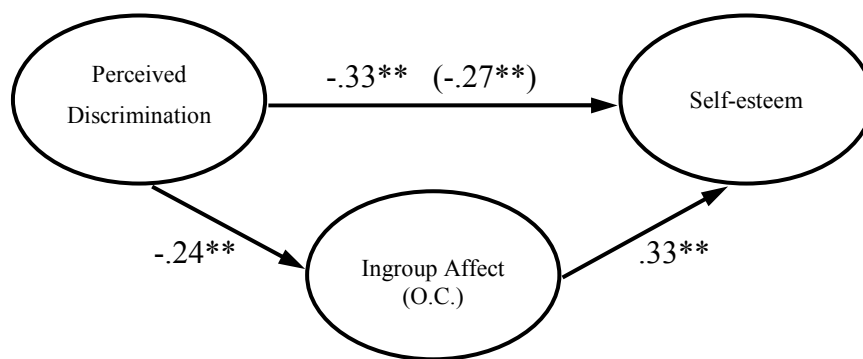 Perceived
Discrimination
-.33** (-.27**)
Self-esteem
-.24**
Ingroup Affect
(O.C.)
.33**